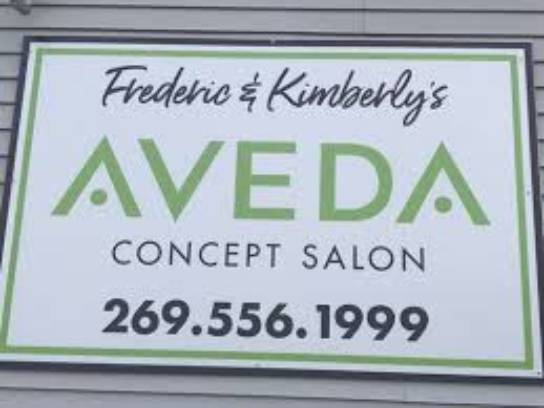 Frederic & Kimberly's
AVEDA
CONCEPT SALON
269.556.1999